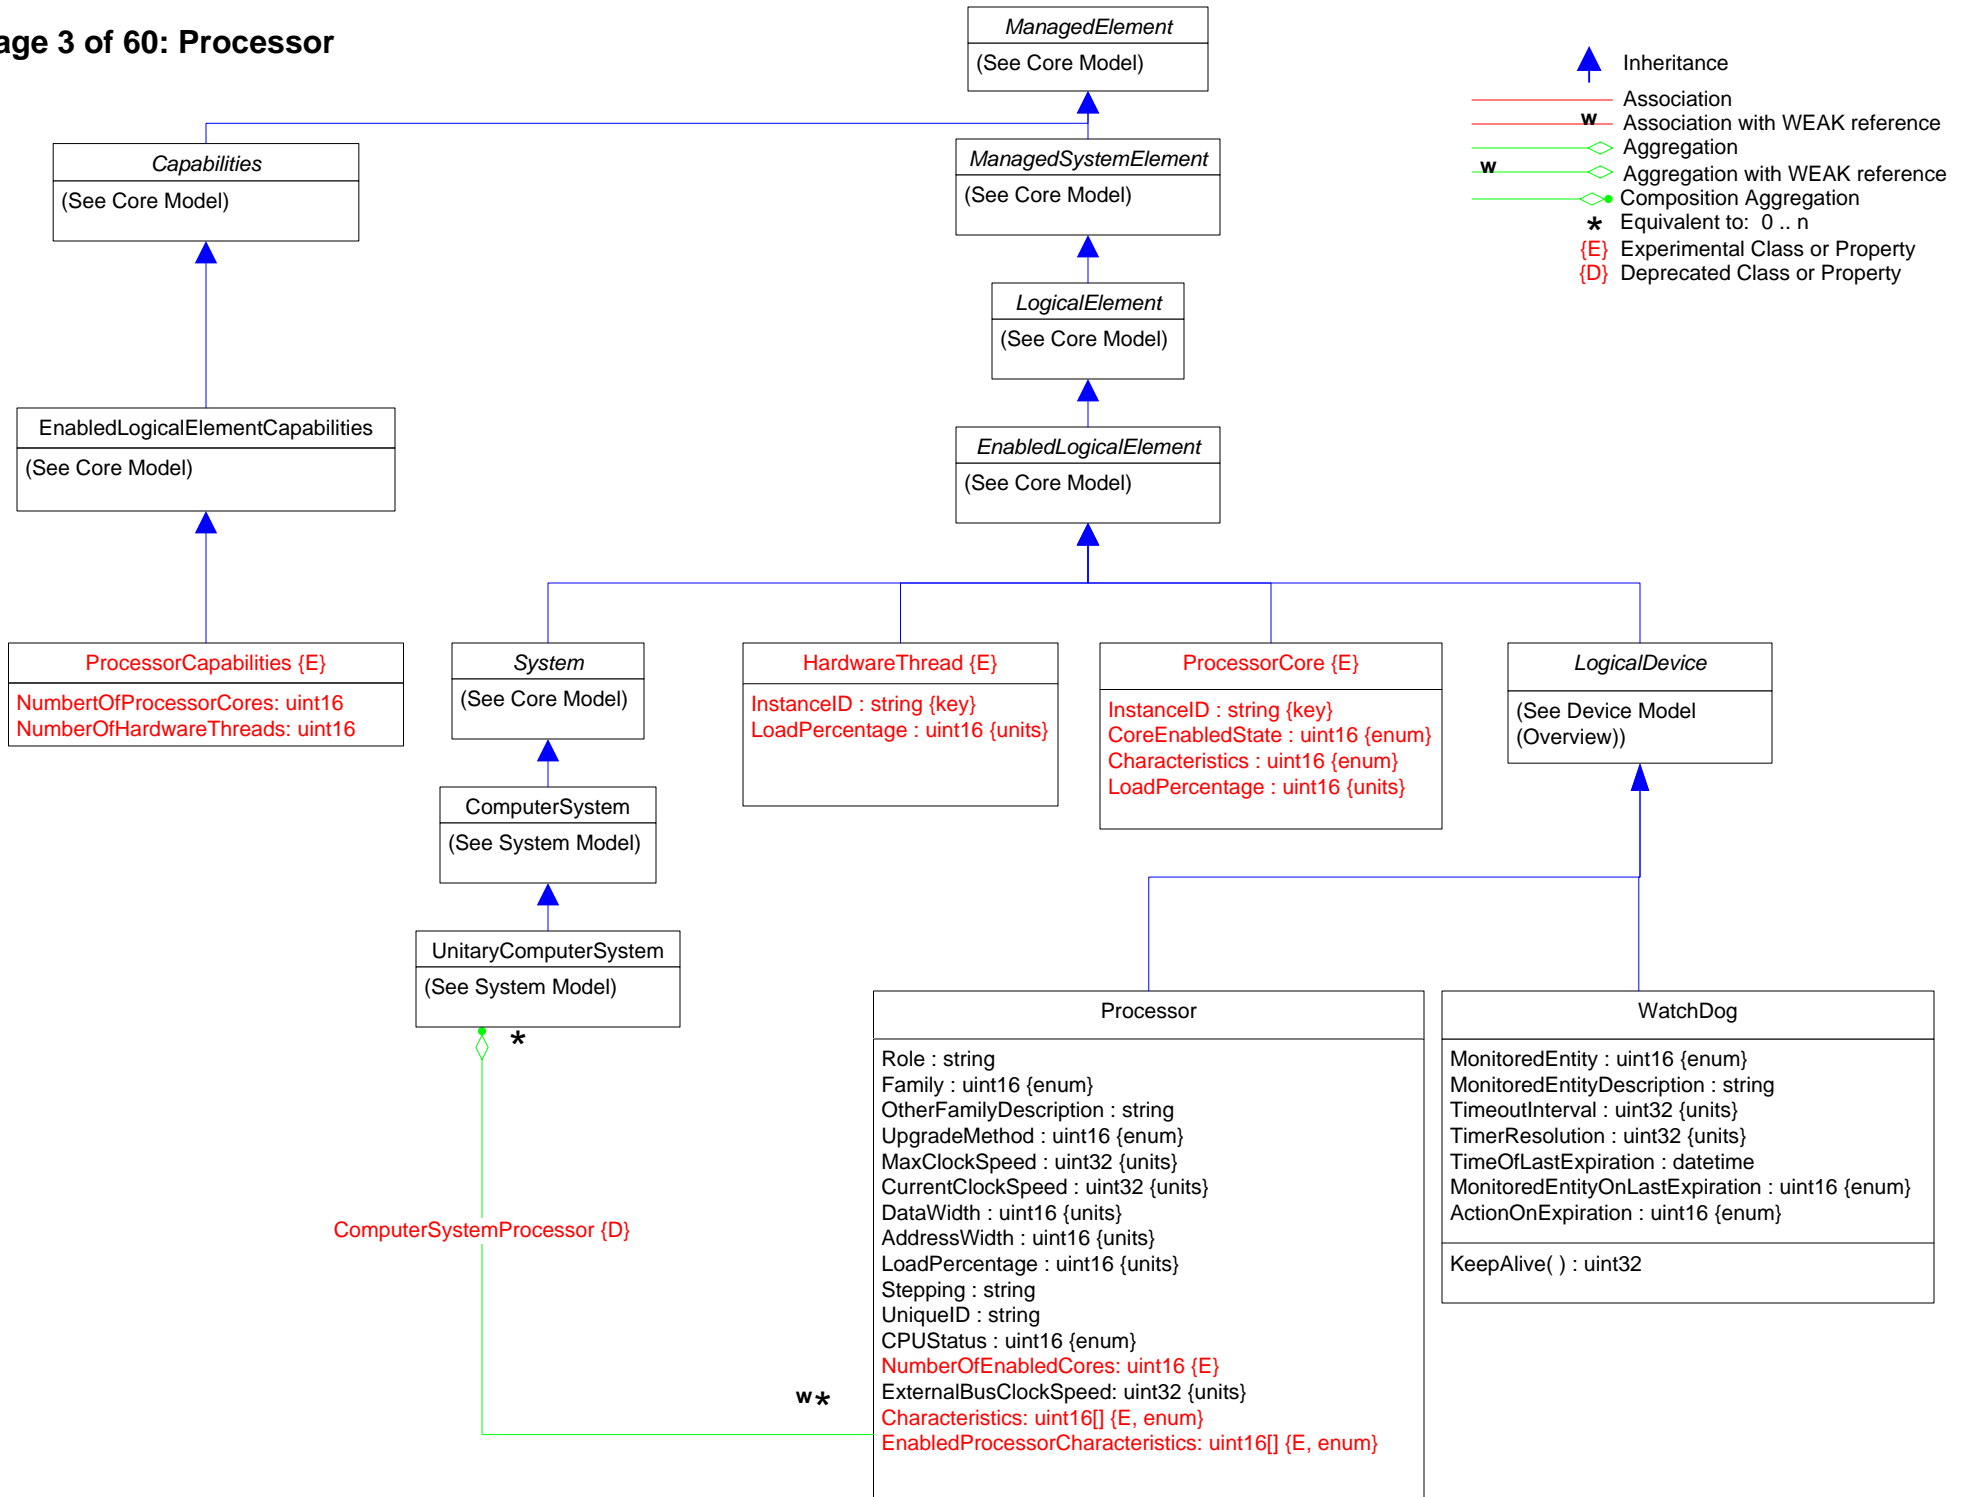 age 3 of 60: Processor
ManagedElement
(See Core Model)
Inheritance
Association
w Association with WEAK reference
Aggregation
w Aggregation with WEAK reference
Composition Aggregation
* Equivalent to: 0 .. n
{E} Experimental Class or Property
{D} Deprecated Class or Property
Capabilities
(See Core Model)
ManagedSystemElement
(See Core Model)
LogicalElement
(See Core Model)
EnabledLogicalElementCapabilities
(See Core Model)
EnabledLogicalElement
(See Core Model)
ProcessorCapabilities {E}
NumbertOfProcessorCores: uint16
NumberOfHardwareThreads: uint16
System
(See Core Model)
HardwareThread {E}
InstanceID : string {key}
LoadPercentage : uint16 {units}
ProcessorCore {E}
InstanceID : string {key}
CoreEnabledState : uint16 {enum}
Characteristics : uint16 {enum}
LoadPercentage : uint16 {units}
LogicalDevice
(See Device Model
(Overview))
ComputerSystem
(See System Model)
UnitaryComputerSystem
(See System Model)
*
ComputerSystemProcessor {D}
w*
Processor
Role : string
Family : uint16 {enum}
OtherFamilyDescription : string
UpgradeMethod : uint16 {enum}
MaxClockSpeed : uint32 {units}
CurrentClockSpeed : uint32 {units}
DataWidth : uint16 {units}
AddressWidth : uint16 {units}
LoadPercentage : uint16 {units}
Stepping : string
UniqueID : string
CPUStatus : uint16 {enum}
NumberOfEnabledCores: uint16 {E}
ExternalBusClockSpeed: uint32 {units}
Characteristics: uint16[] {E, enum}
EnabledProcessorCharacteristics: uint16[] {E, enum}
WatchDog
MonitoredEntity : uint16 {enum}
MonitoredEntityDescription : string
TimeoutInterval : uint32 {units}
TimerResolution : uint32 {units}
TimeOfLastExpiration : datetime
MonitoredEntityOnLastExpiration : uint16 {enum}
ActionOnExpiration : uint16 {enum}
KeepAlive( ) : uint32